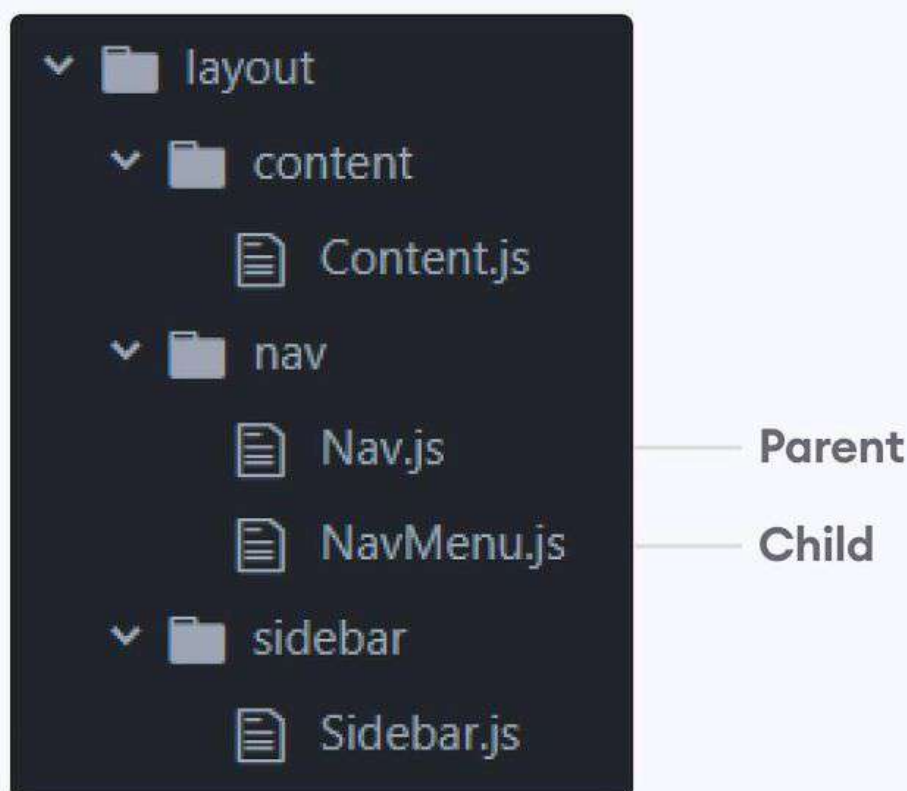 layout
content
Content.js
nav
Nav.js
Parent
NavMenu.js
Child
sidebar
Sidebar.js